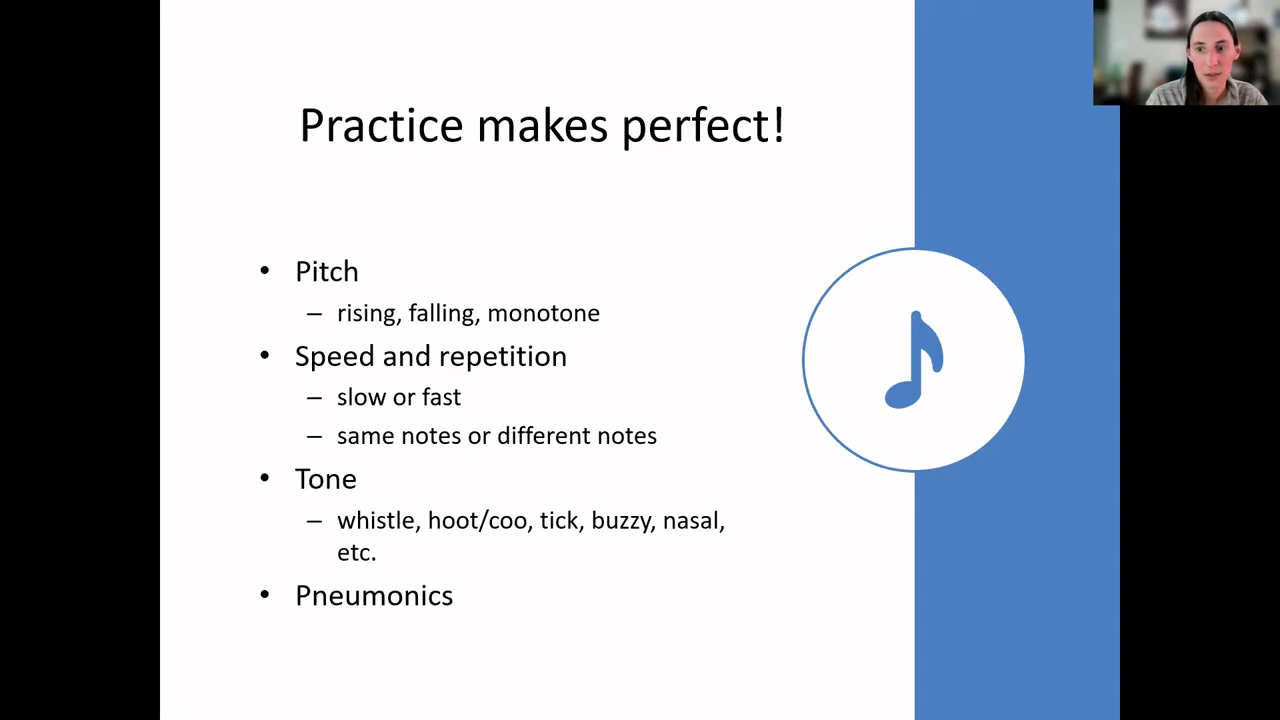 Practice makes perfect!
• Pitch
– rising, falling, monotone
• Speed and repetition
– slow or fast
– same notes or different notes
• Tone
– whistle, hoot/coo, tick, buzzy, nasal,
etc.
• Pneumonics